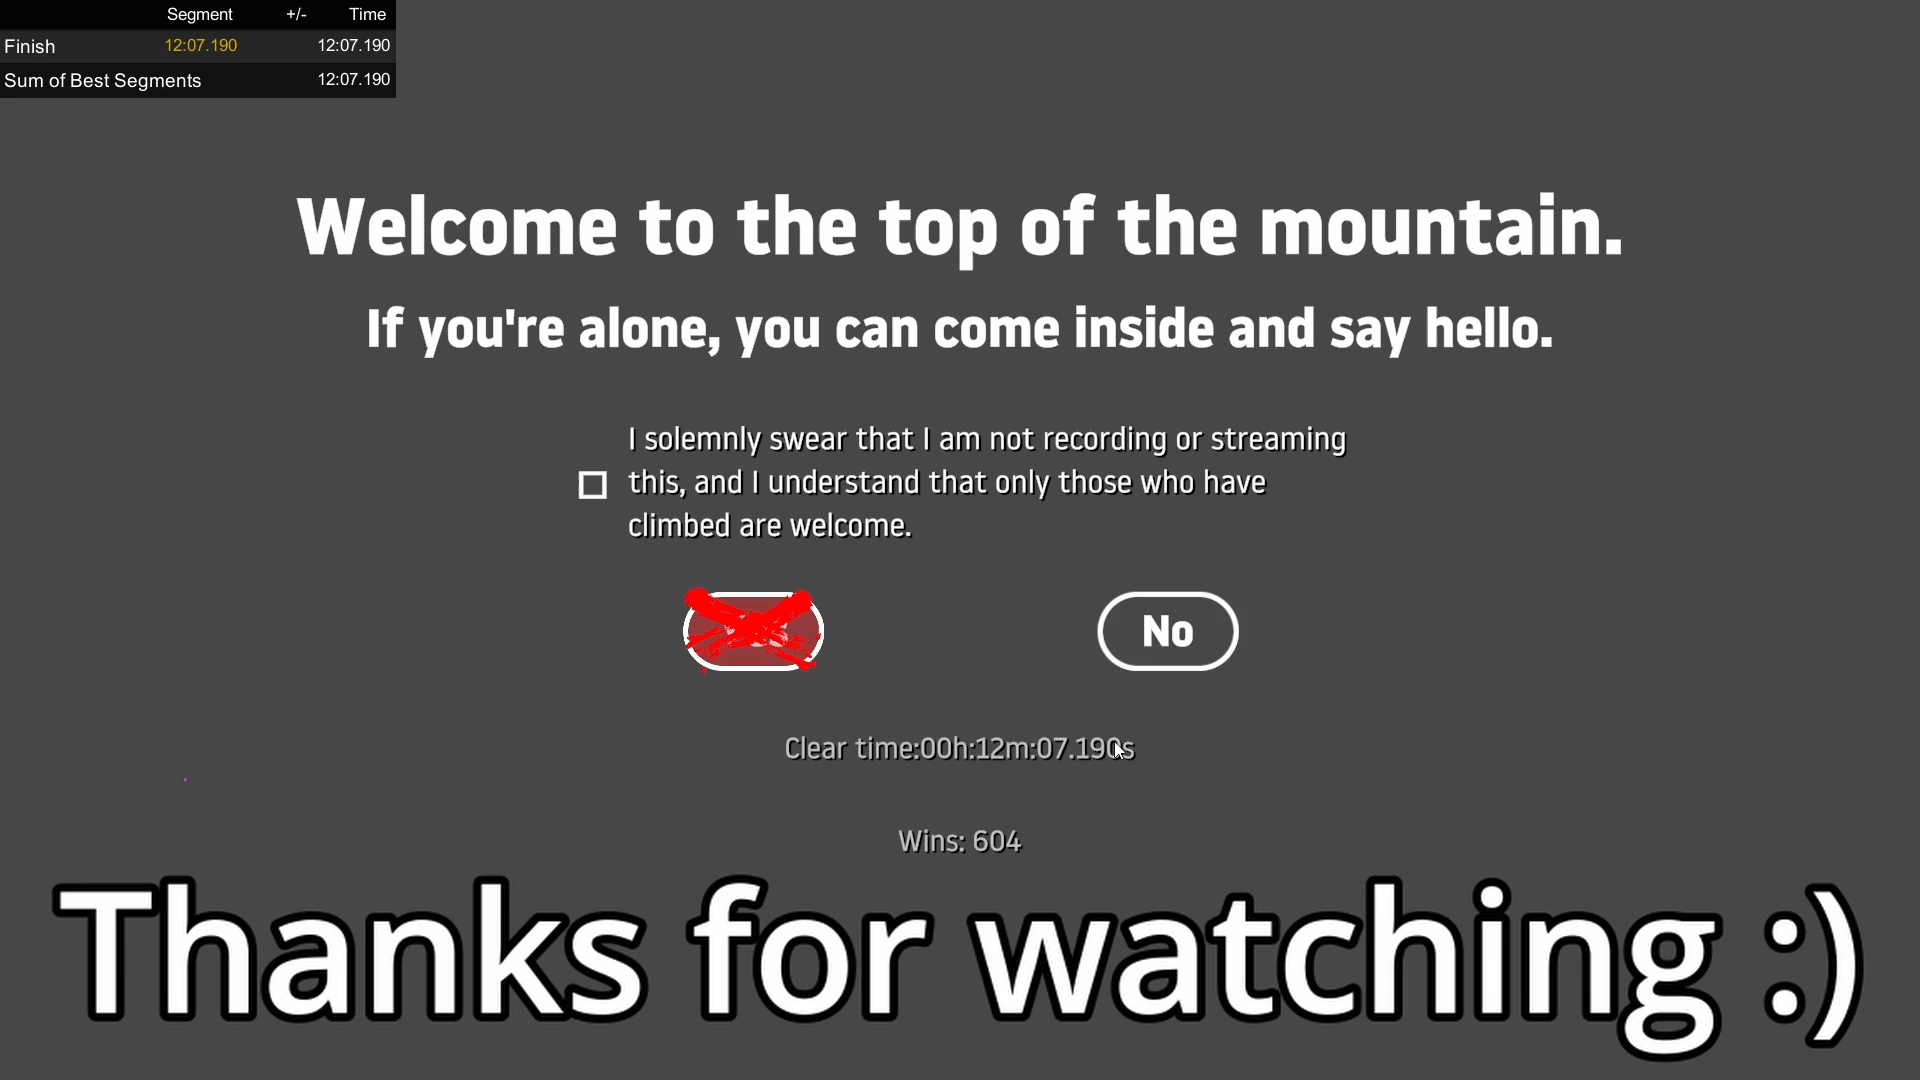 Segment +/- Time
Finish 12:07.190 12:07.190
Sum of Best Segments 12:07.190
Welcome to the top of the mountain.
If you're alone, you can come inside and say hello.
I solemnly swear that I am not recording or streaming
this, and I understand that only those who have
climbed are welcome.
No
Clear time:00h:12m:07.190s
Wins: 604
Thanks for watching :)